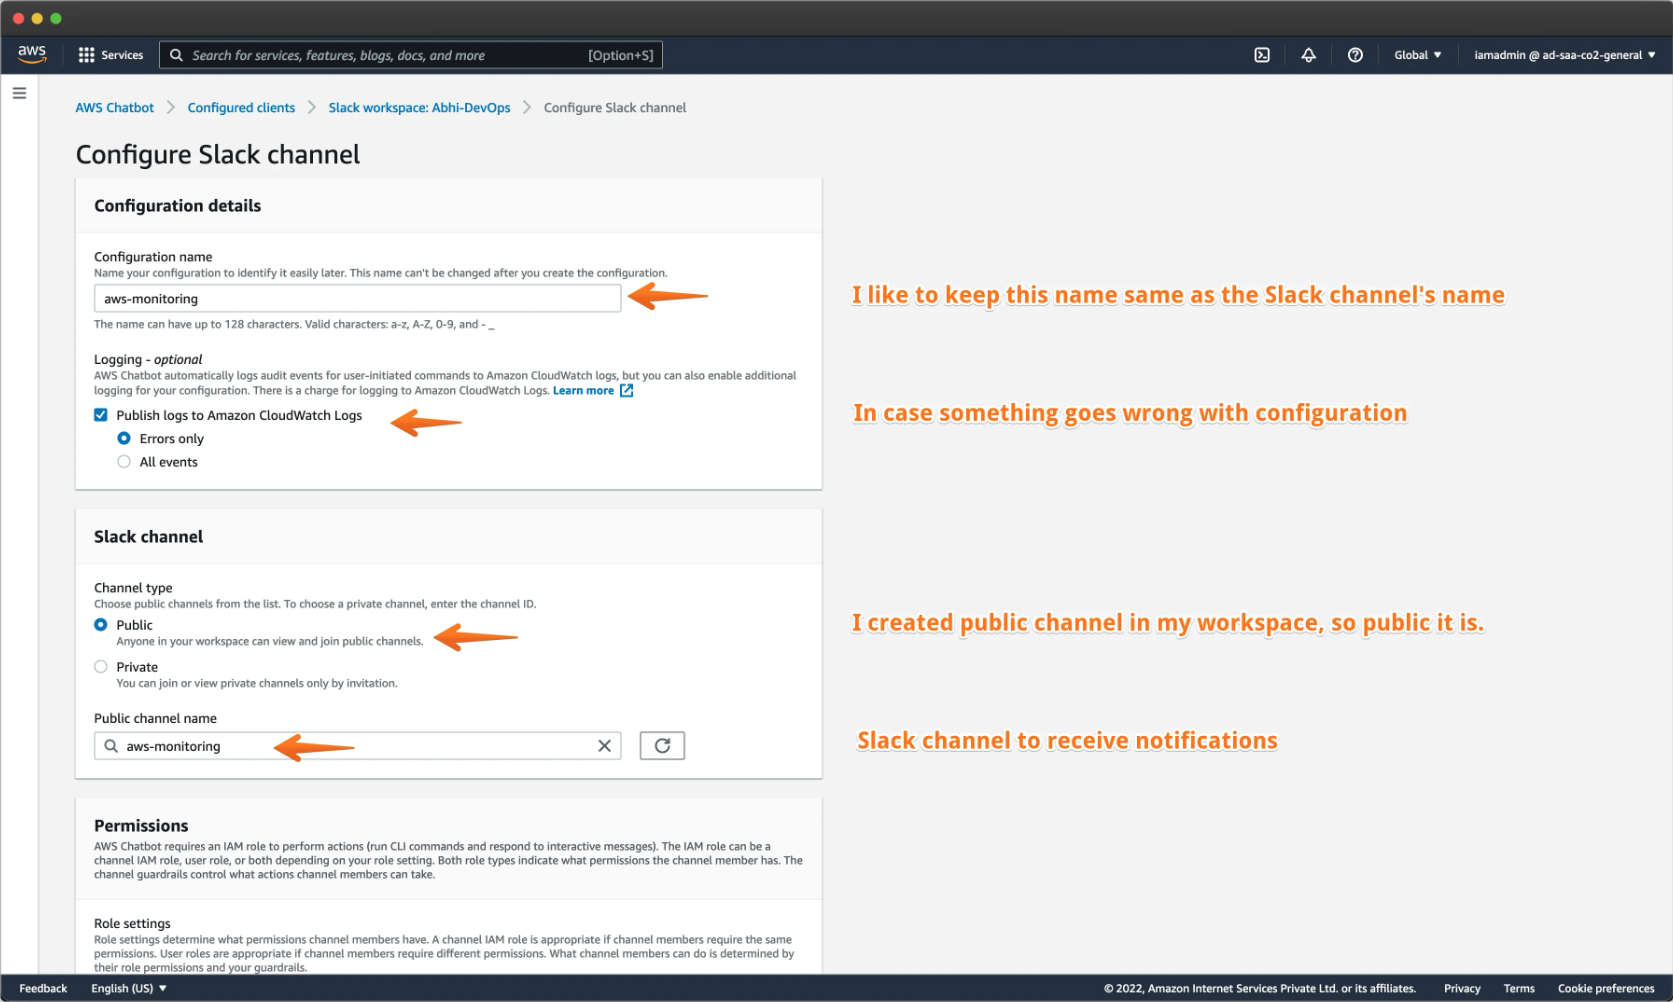 aws
Services
Search for services, features, blogs, docs, and more
[Option+S]
Global ▼
iamadmin @ ad-saa-co2-general ▼
AWS Chatbot
Configured clients
Slack workspace: Abhi-DevOps
Configure Slack channel
Configure Slack channel
Configuration details
Configuration name
Name your configuration to identify it easily later. This name can't be changed after you create the configuration.
aws-monitoring
I like to keep this name same as the Slack channel's name
The name can have up to 128 characters. Valid characters: a-z, A-Z, 0-9, and - _
Logging - optional
AWS Chatbot automatically logs audit events for user-initiated commands to Amazon CloudWatch logs, but you can also enable additional
logging for your configuration. There is a charge for logging to Amazon CloudWatch Logs. Learn more
Publish logs to Amazon CloudWatch Logs
In case something goes wrong with configuration
Errors only
All events
Slack channel
Channel type
Choose public channels from the list. To choose a private channel, enter the channel ID.
Public
Anyone in your workspace can view and join public channels.
I created public channel in my workspace, so public it is.
Private
You can join or view private channels only by invitation.
Public channel name
aws-monitoring
Slack channel to receive notifications
Permissions
AWS Chatbot requires an IAM role to perform actions (run CLI commands and respond to interactive messages). The IAM role can be a
channel IAM role, user role, or both depending on your role setting. Both role types indicate what permissions the channel member has. The
channel guardrails control what actions channel members can take.
Role settings
Role settings determine what permissions channel members have. A channel IAM role is appropriate if channel members require the same
permissions. User roles are appropriate if channel members require different permissions. What channel members can do is determined by
their role permissions and your guardrails.
Feedback
English (US) ▼
© 2022, Amazon Internet Services Private Ltd. or its affiliates.
Privacy
Terms
Cookie preferences